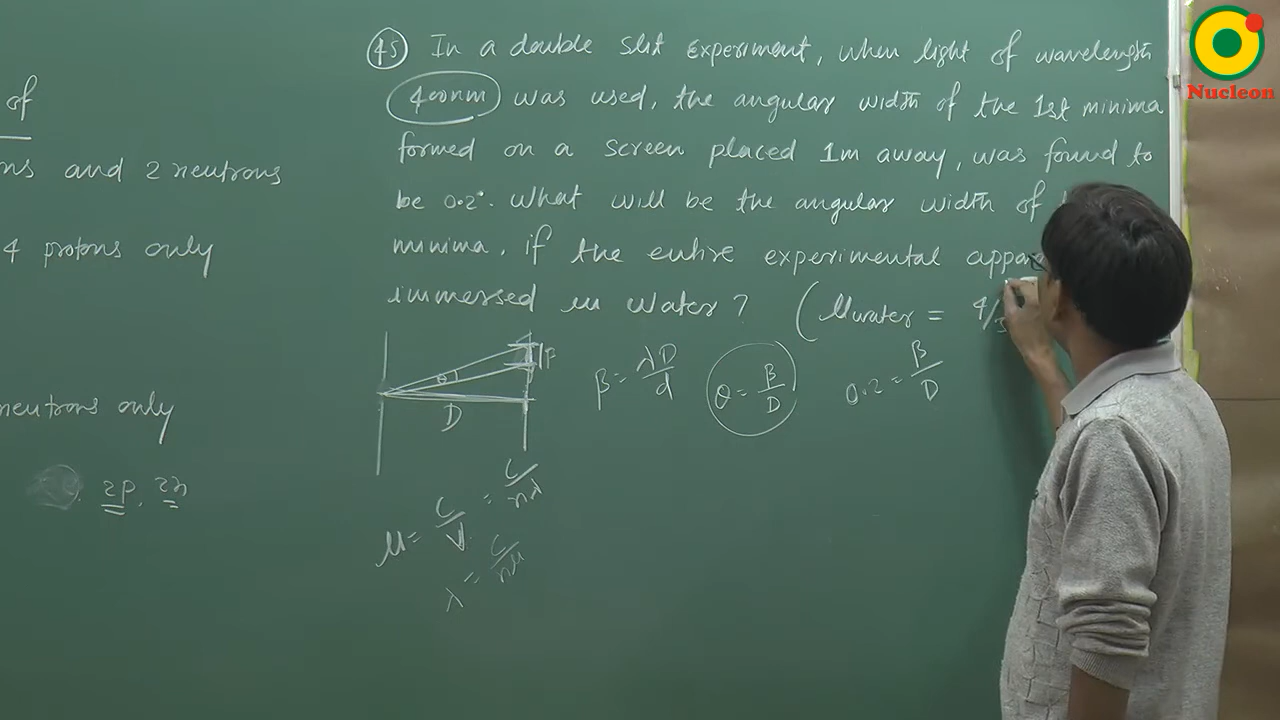 of
ns and 2 neutrons
4 protons only
neutrons only
2p, 2n
45 In a double slit experiment, when light of wavelength
400nm was used, the angular width of the 1st minima
formed on a screen placed 1m away, was found to
be 0.2°. What will be the angular width of
minima, if the entire experimental appara
immersed in water? (μwater = 4/3
θ D β
β = λD/d θ = β/D 0.2 = β/D
μ = c/v = c/nλ
λ = c/nμ
Nucleon